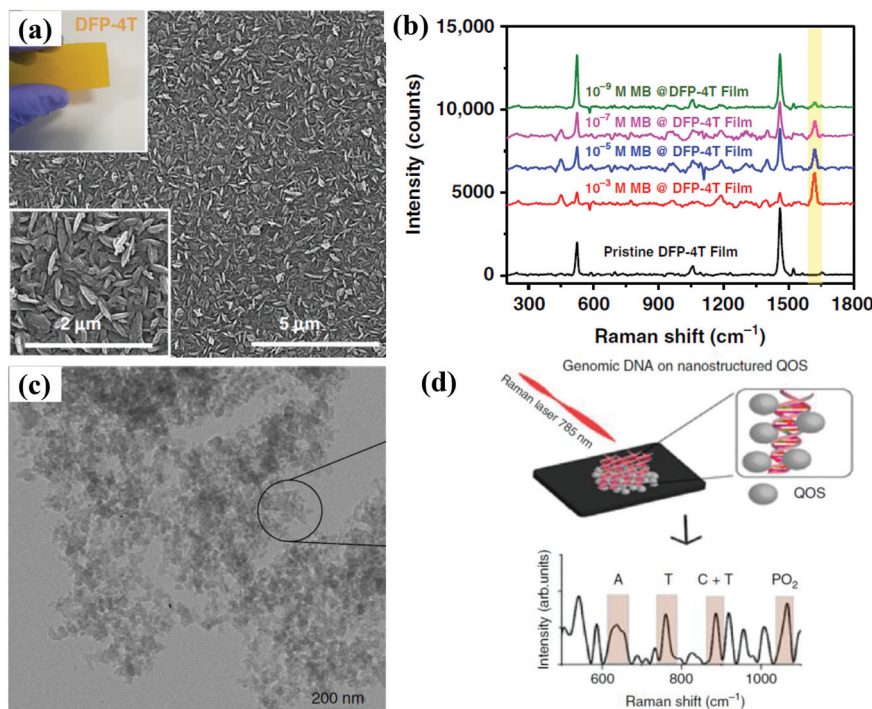 (a)
DFP-4T
2 μm
5 μm
(b)
15,000
10,000
5000
0
Intensity (counts)
10⁻⁹ M MB @DFP-4T Film
10⁻⁷ M MB @ DFP-4T Film
10⁻⁵ M MB @ DFP-4T Film
10⁻³ M MB @ DFP-4T Film
Pristine DFP-4T Film
300 600 900 1200 1500 1800
Raman shift (cm⁻¹)
(c)
200 nm
(d)
Genomic DNA on nanostructured QOS
Raman laser 785 nm
QOS
A T C + T PO₂
Intensity (arb.units)
600 800 1000
Raman shift (cm⁻¹)